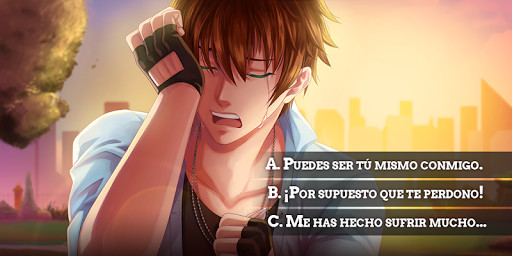 A. Puedes ser tú mismo conmigo.
B. ¡Por supuesto que te perdono!
C. Me has hecho sufrir mucho...